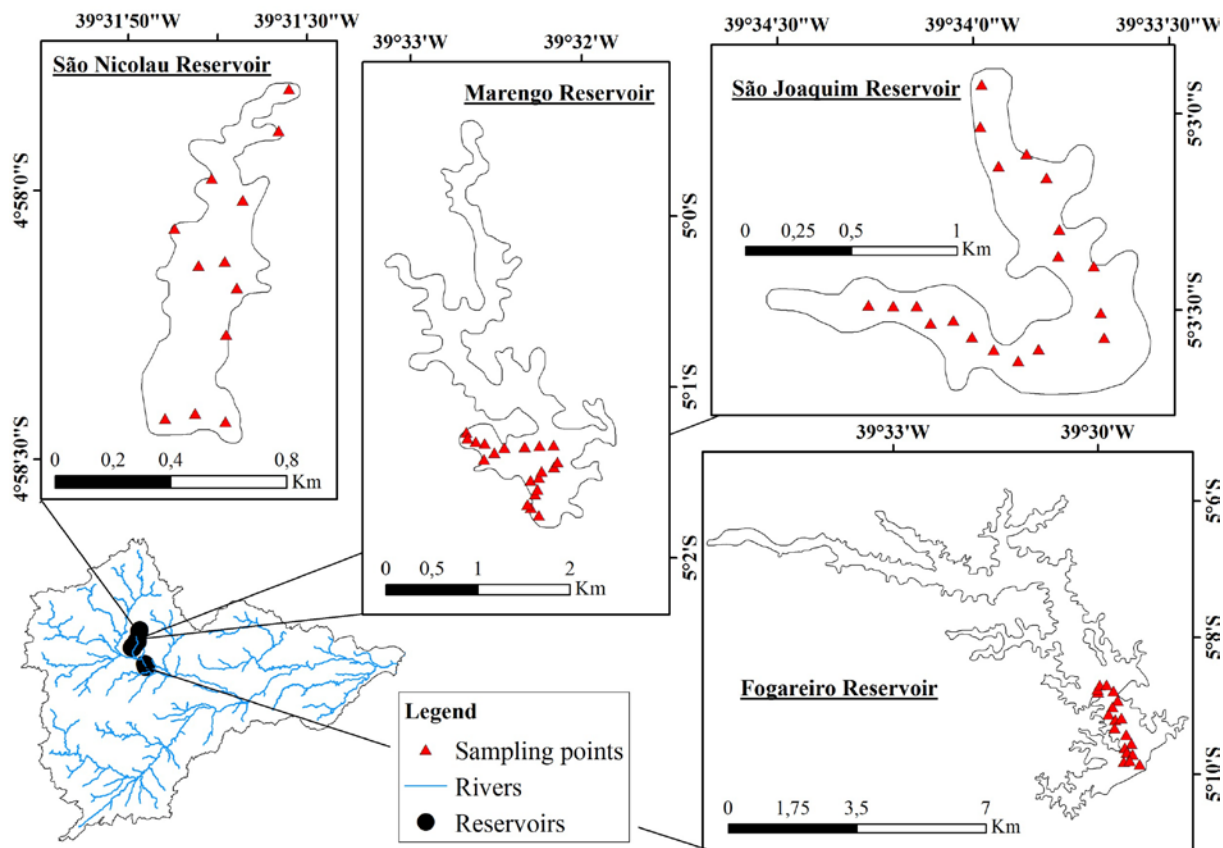 39°31'50"W 39°31'30"W
São Nicolau Reservoir
4°58'0"S
4°58'30"S
0 0,2 0,4 0,8
Km
39°33'W 39°32'W
Marengo Reservoir
5°0'S
5°1'S
5°2'S
0 0,5 1 2
Km
39°34'30"W 39°34'0"W 39°33'30"W
São Joaquim Reservoir
5°3'0"S
5°3'30"S
0 0,25 0,5 1
Km
39°33'W 39°30'W
5°6'S
5°8'S
5°10'S
Fogareiro Reservoir
0 1,75 3,5 7
Km
Legend
Sampling points
Rivers
Reservoirs